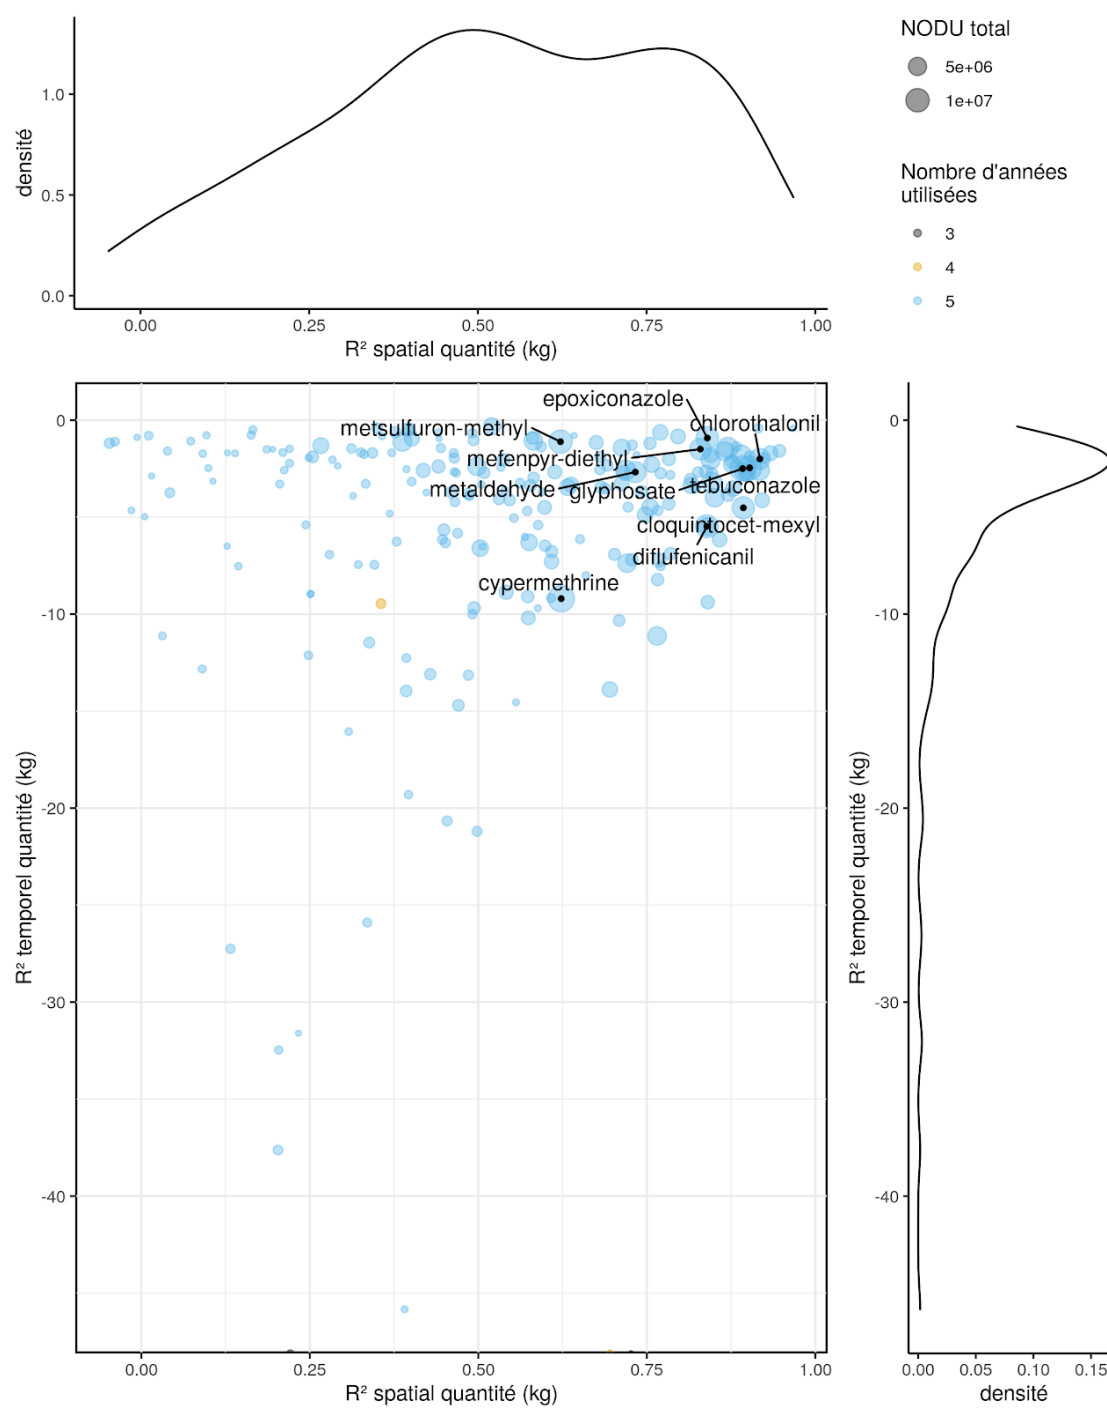 densité
1.0
0.5
0.0
0.00 0.25 0.50 0.75 1.00
R² spatial quantité (kg)
NODU total
5e+06
1e+07
Nombre d'années
utilisées
3
4
5
R² temporel quantité (kg)
0
-10
-20
-30
-40
epoxiconazole
chlorothalonil
metsulfuron-methyl
mefenpyr-diethyl
metaldehyde
glyphosate
tebuconazole
cloquintocet-mexyl
diflufenicanil
cypermethrine
0.00 0.25 0.50 0.75 1.00
R² spatial quantité (kg)
R² temporel quantité (kg)
0
-10
-20
-30
-40
0.00 0.05 0.10 0.15
densité